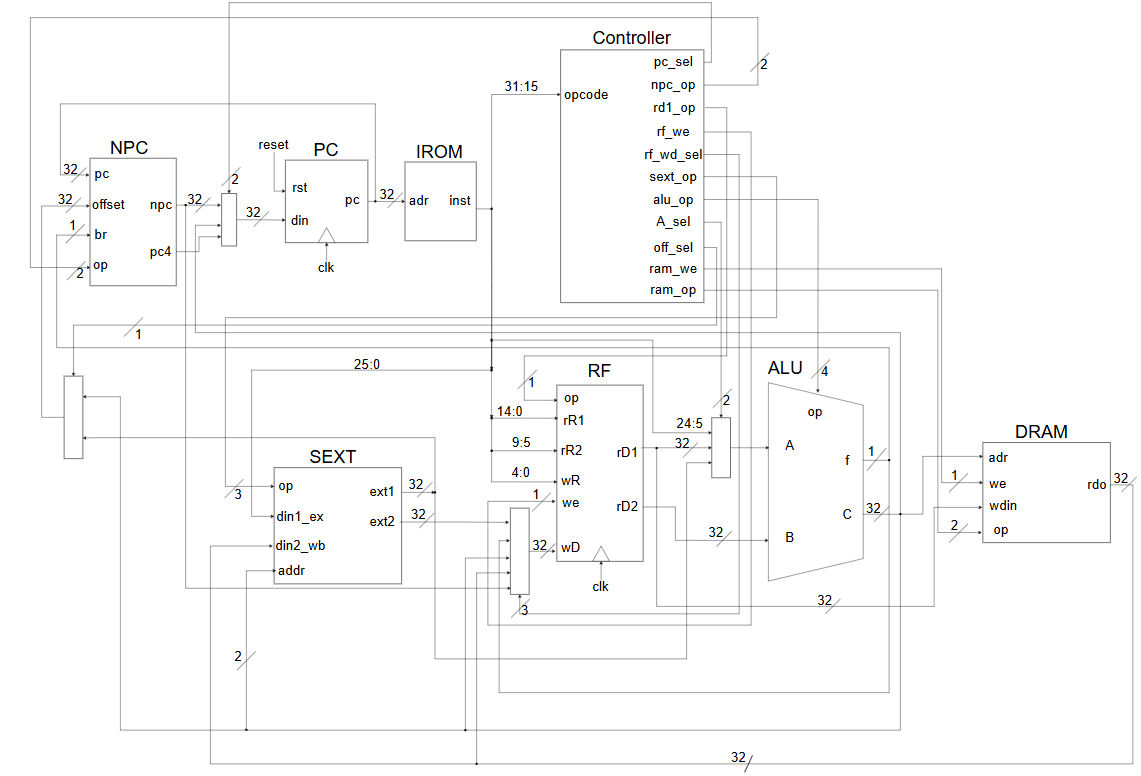 Controller
pc_sel
2
npc_op
31:15
opcode
rd1_op
rf_we
rf_wd_sel
sext_op
alu_op
A_sel
off_sel
ram_we
ram_op
NPC
32
pc
32
offset
npc
32
1
br
pc4
2
op
2
32
reset
PC
rst
pc
din
clk
32
IROM
adr
inst
1
25:0
RF
1
op
14:0
rR1
9:5
rR2
rD1
4:0
wR
1
we
rD2
32
wD
clk
3
2
24:5
32
ALU
4
op
A
f
1
C
32
32
B
DRAM
adr
1
we
rdo
32
wdin
2
op
SEXT
3
op
ext1
32
din1_ex
ext2
32
din2_wb
addr
32
2
32